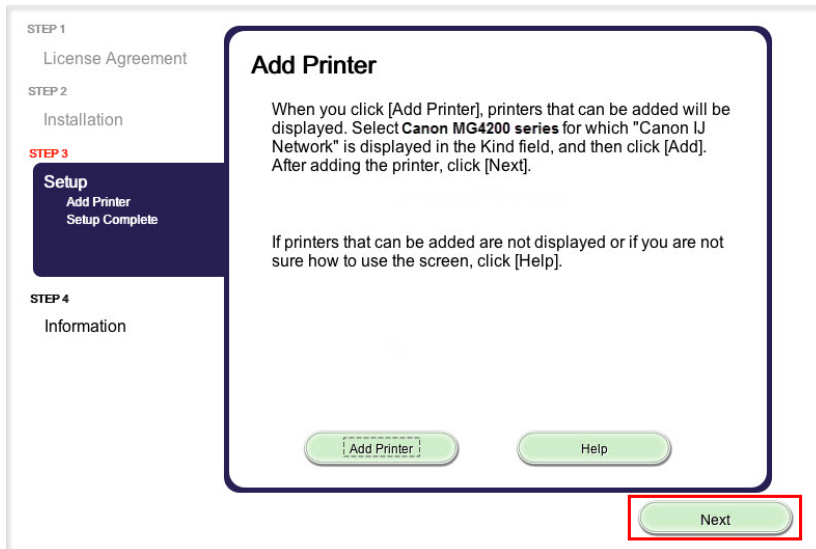 STEP 1
License Agreement
STEP 2
Installation
STEP 3
Setup
Add Printer
Setup Complete
STEP 4
Information
Add Printer
When you click [Add Printer], printers that can be added will be
displayed. Select Canon MG4200 series for which "Canon IJ
Network" is displayed in the Kind field, and then click [Add].
After adding the printer, click [Next].
If printers that can be added are not displayed or if you are not
sure how to use the screen, click [Help].
Add Printer
Help
Next